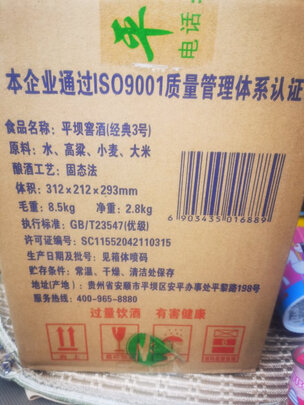 平
电话
本企业通过ISO9001质量管理体系认证
食品名称：平坝窖酒(经典3号)
原料：水、高粱、小麦、大米
酿酒工艺：固态法
体积：312×212×293mm
毛重：8.5kg 净重：2.8kg
6903435016889
执行标准：GB/T23547(优级)
许可证编号：SC11552042110315
生产日期及批号：见箱体喷码
贮存条件：常温、干燥、清洁处保存
地址(产地)：贵州省安顺市平坝区安平办事处平黎路198号
服务热线：400-965-8880
过量饮酒 有害健康